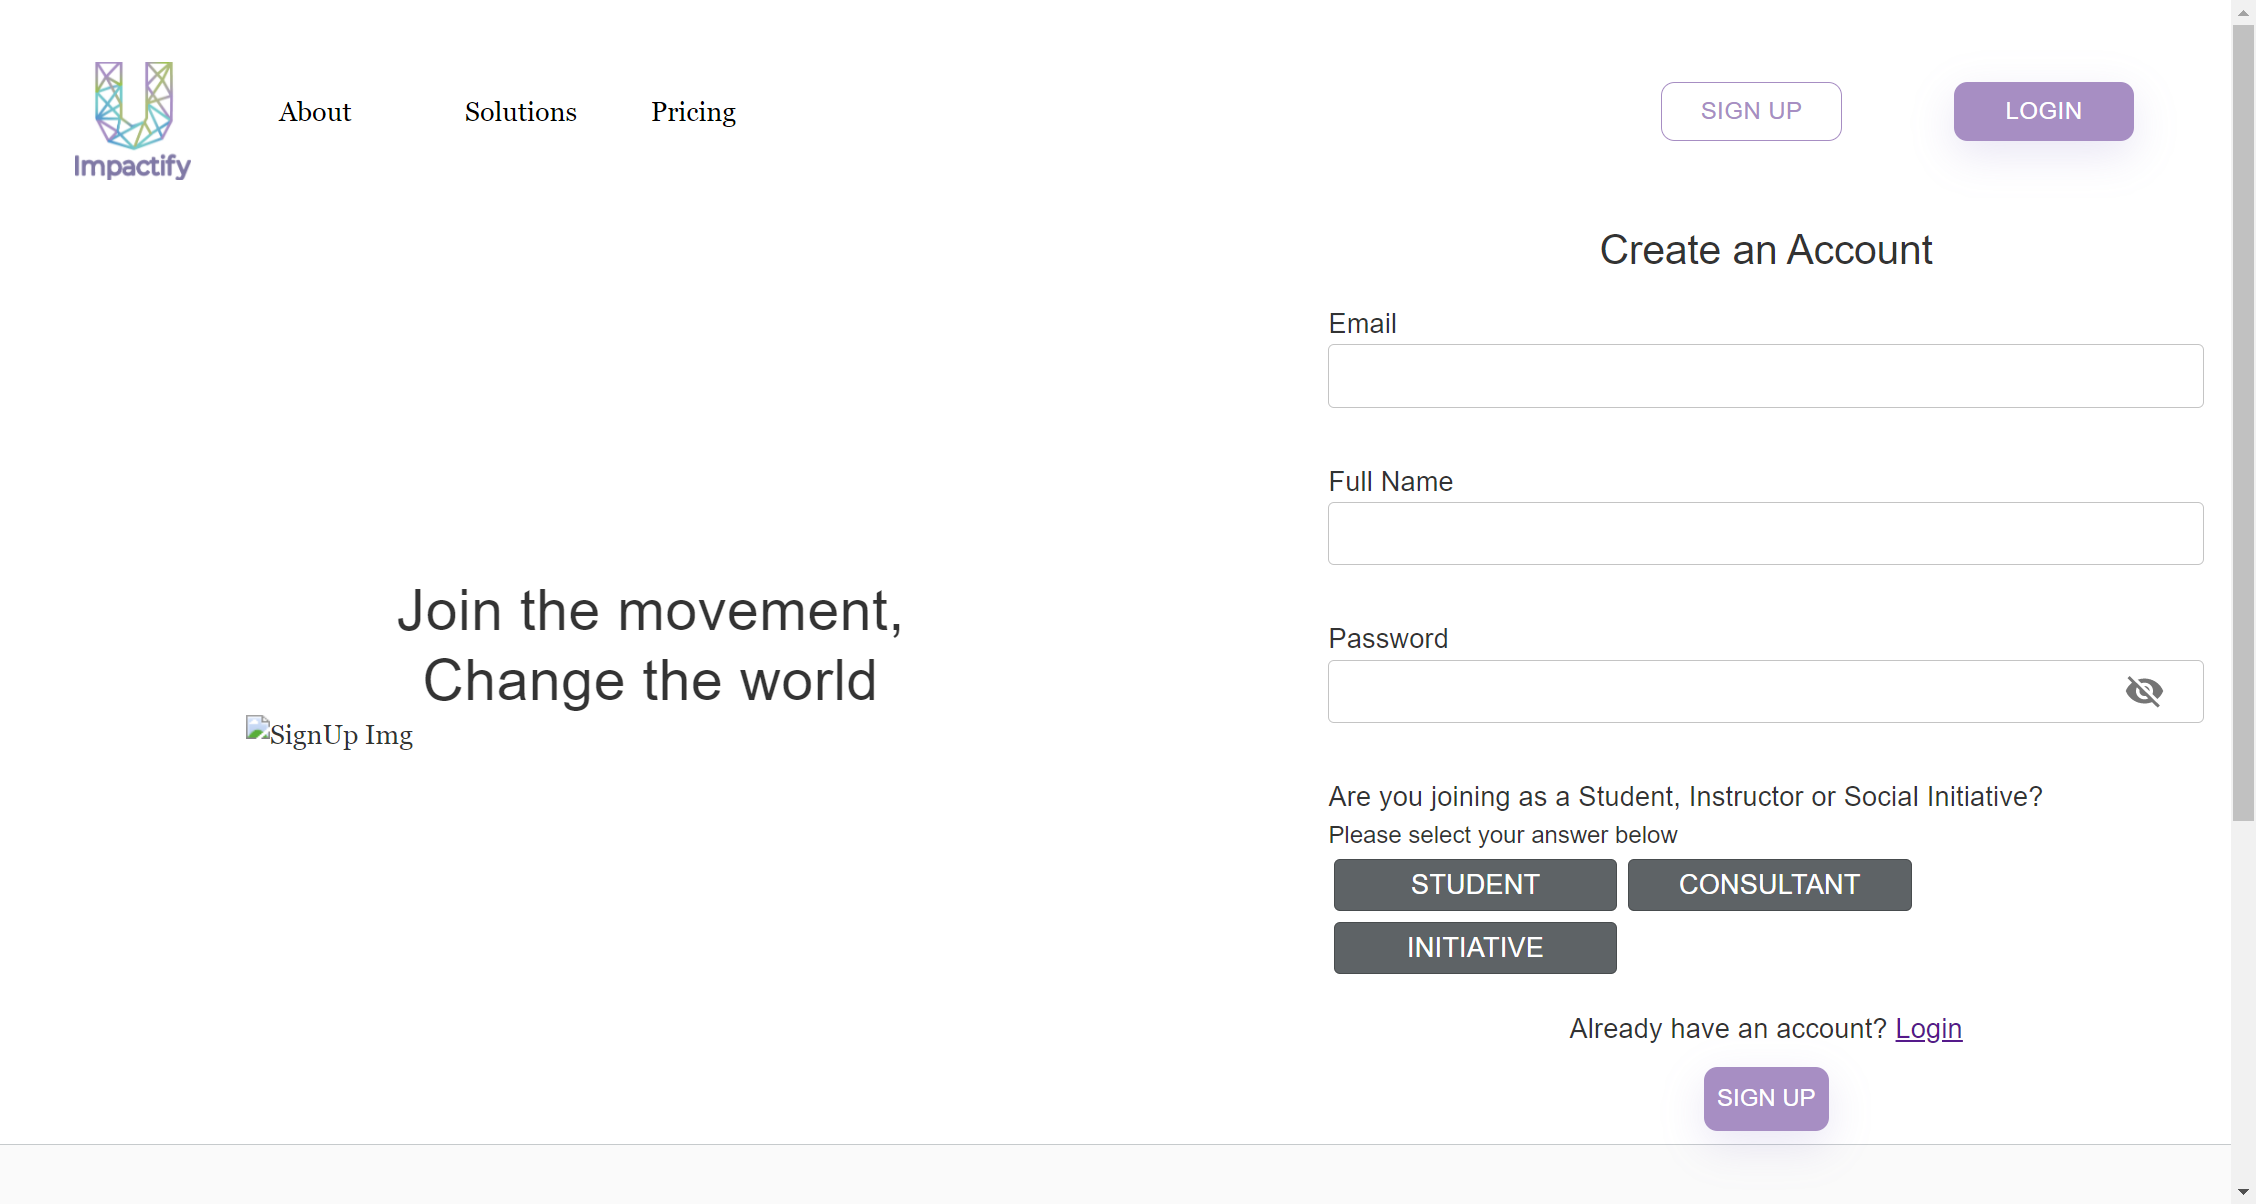 Impactify
About
Solutions
Pricing
SIGN UP
LOGIN
Join the movement,
Change the world
SignUp Img
Create an Account
Email
Full Name
Password
Are you joining as a Student, Instructor or Social Initiative?
Please select your answer below
STUDENT
CONSULTANT
INITIATIVE
Already have an account? Login
SIGN UP